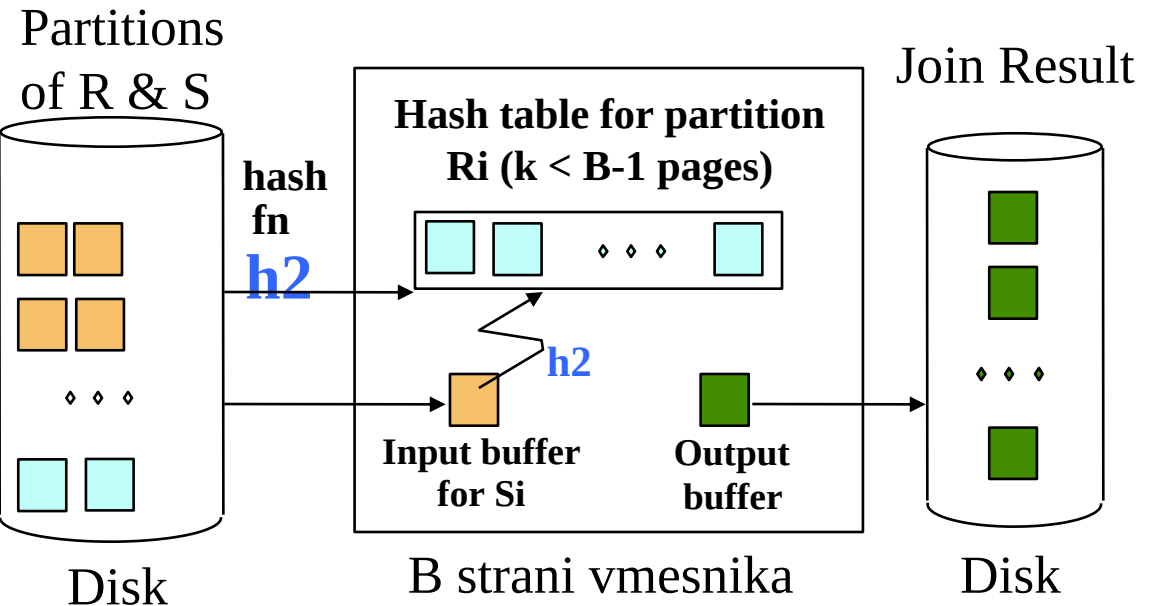 Partitions
of R & S
Join Result
Hash table for partition
Ri (k < B-1 pages)
hash
fn
h2
h2
Input buffer
for Si
Output
buffer
Disk
B strani vmesnika
Disk